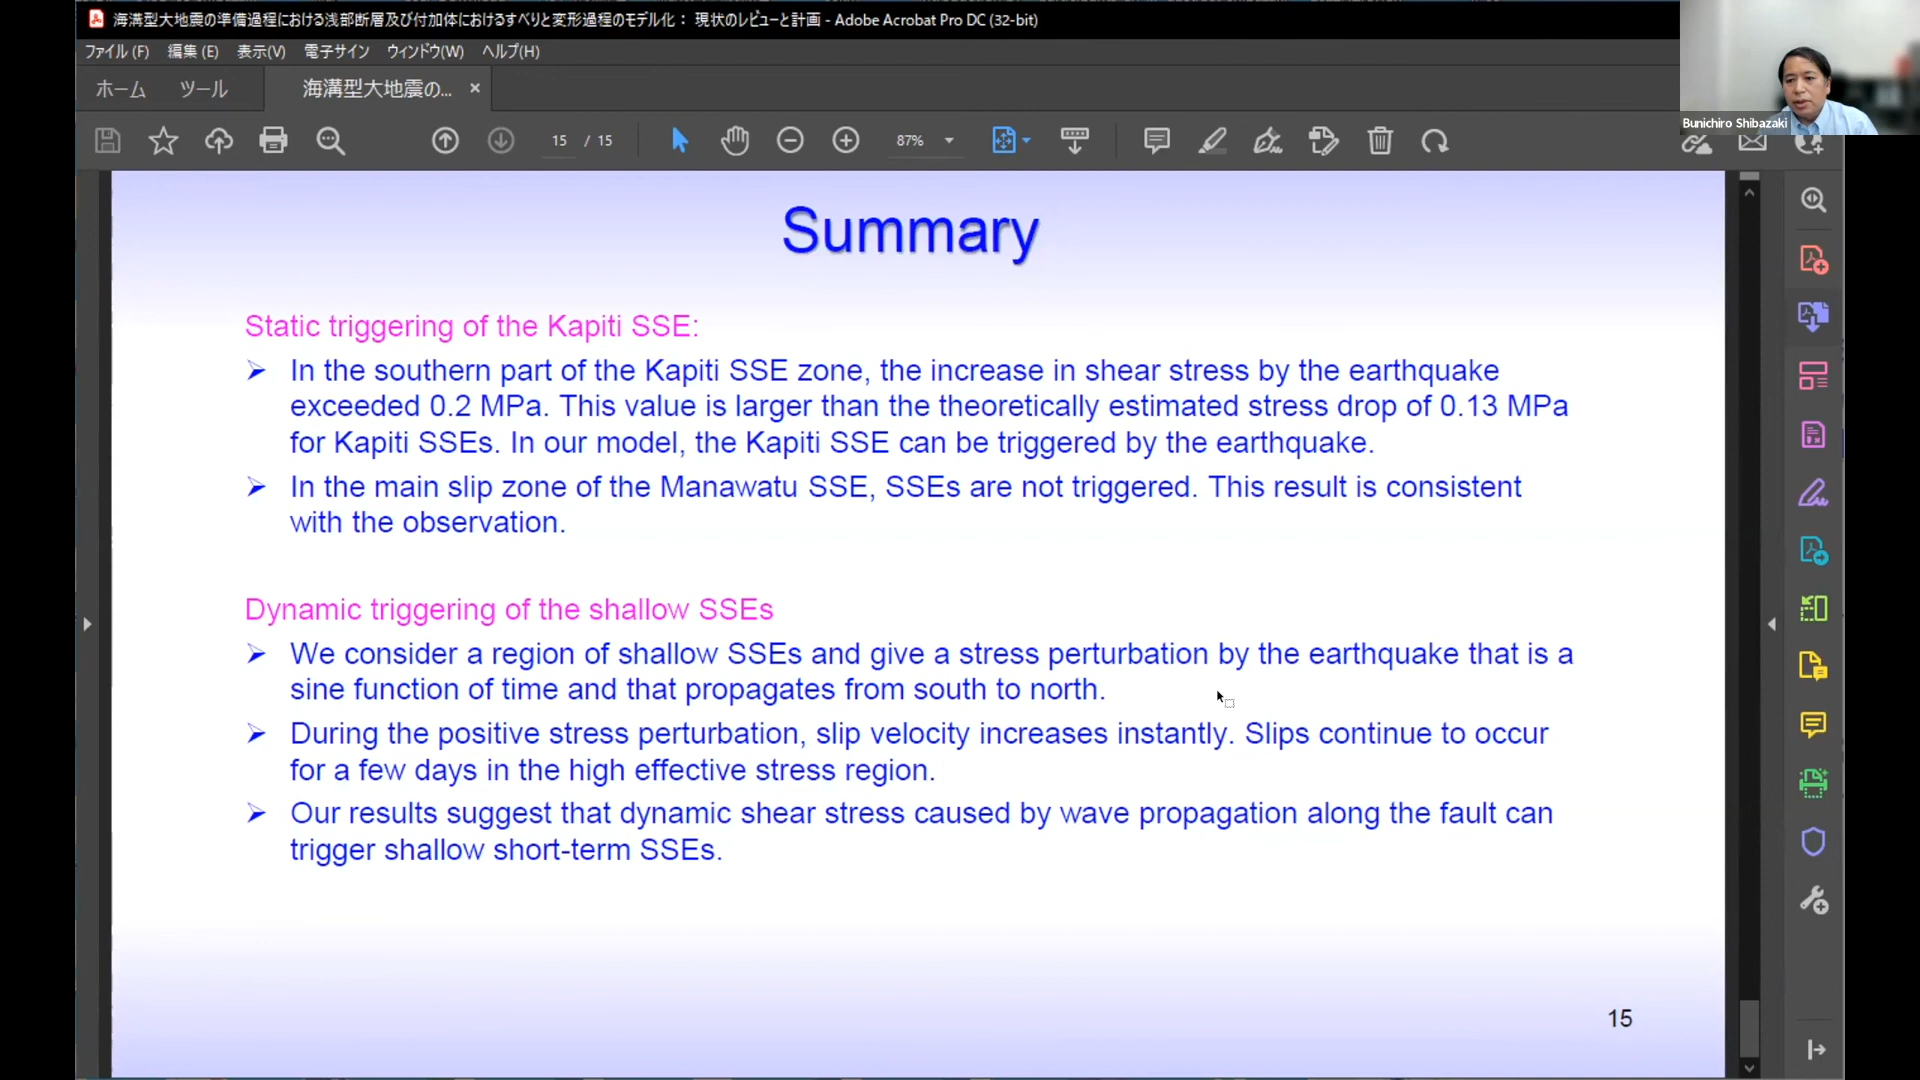 海溝型大地震の準備過程における浅部断層及び付加体におけるすべりと変形過程のモデル化： 現状のレビューと計画 - Adobe Acrobat Pro DC (32-bit)
ファイル(F) 編集(E) 表示(V) 電子サイン ウィンドウ(W) ヘルプ(H)
ホーム ツール 海溝型大地震の... ×
15 / 15 87%
Bunichiro Shibazaki
Summary
Static triggering of the Kapiti SSE:
➢ In the southern part of the Kapiti SSE zone, the increase in shear stress by the earthquake
exceeded 0.2 MPa. This value is larger than the theoretically estimated stress drop of 0.13 MPa
for Kapiti SSEs. In our model, the Kapiti SSE can be triggered by the earthquake.
➢ In the main slip zone of the Manawatu SSE, SSEs are not triggered. This result is consistent
with the observation.
Dynamic triggering of the shallow SSEs
➢ We consider a region of shallow SSEs and give a stress perturbation by the earthquake that is a
sine function of time and that propagates from south to north.
➢ During the positive stress perturbation, slip velocity increases instantly. Slips continue to occur
for a few days in the high effective stress region.
➢ Our results suggest that dynamic shear stress caused by wave propagation along the fault can
trigger shallow short-term SSEs.
15